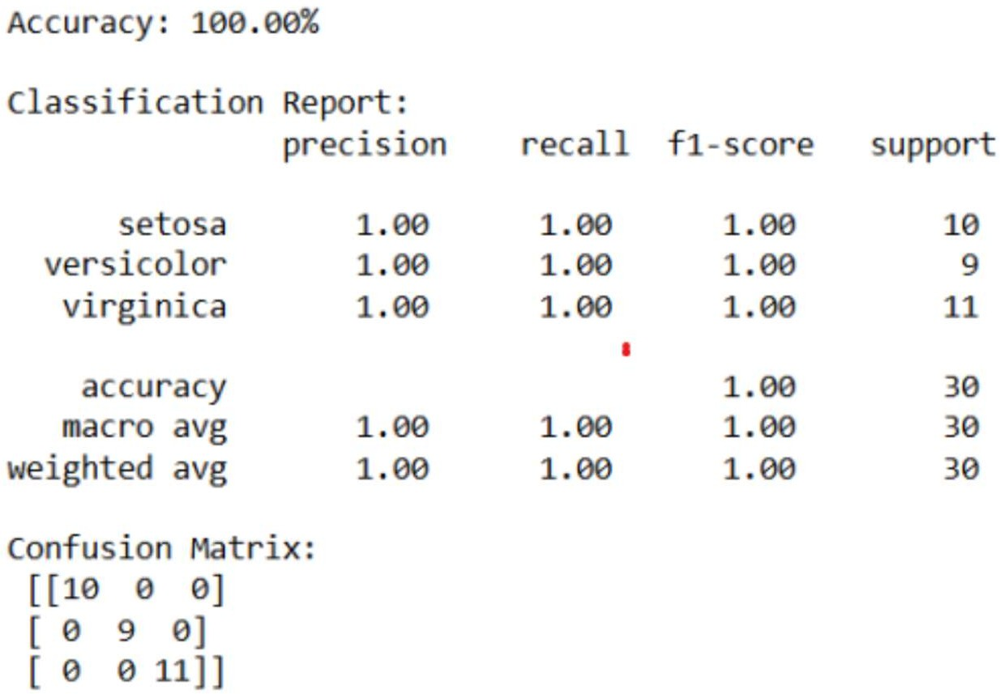 Accuracy: 100.00%
Classification Report:
precision recall f1-score support
setosa 1.00 1.00 1.00 10
versicolor 1.00 1.00 1.00 9
virginica 1.00 1.00 1.00 11
accuracy 1.00 30
macro avg 1.00 1.00 1.00 30
weighted avg 1.00 1.00 1.00 30
Confusion Matrix:
[[10 0 0]
[ 0 9 0]
[ 0 0 11]]